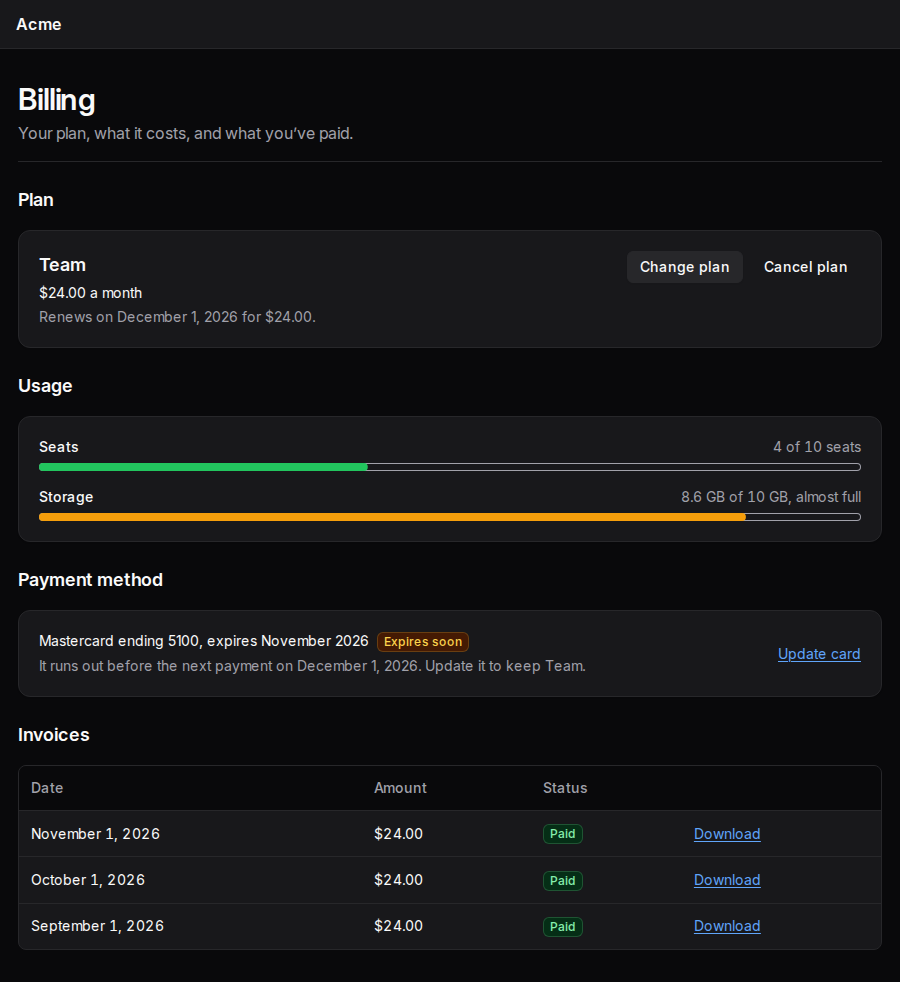 Acme
Billing
Your plan, what it costs, and what you’ve paid.
Plan
Team
Change plan
Cancel plan
$24.00 a month
Renews on December 1, 2026 for $24.00.
Usage
Seats
4 of 10 seats
Storage
8.6 GB of 10 GB, almost full
Payment method
Mastercard ending 5100, expires November 2026 Expires soon
It runs out before the next payment on December 1, 2026. Update it to keep Team.
Update card
Invoices
Date Amount Status
November 1, 2026 $24.00 Paid Download
October 1, 2026 $24.00 Paid Download
September 1, 2026 $24.00 Paid Download